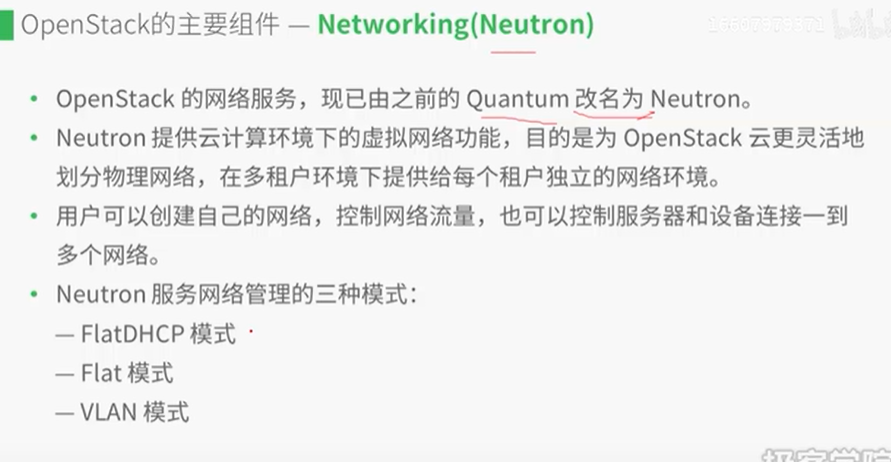 OpenStack的主要组件 — Networking(Neutron)
• OpenStack 的网络服务，现已由之前的 Quantum 改名为 Neutron。
• Neutron 提供云计算环境下的虚拟网络功能，目的是为 OpenStack 云更灵活地
划分物理网络，在多租户环境下提供给每个租户独立的网络环境。
• 用户可以创建自己的网络，控制网络流量，也可以控制服务器和设备连接一到
多个网络。
• Neutron 服务网络管理的三种模式：
— FlatDHCP 模式
— Flat 模式
— VLAN 模式
极客学院